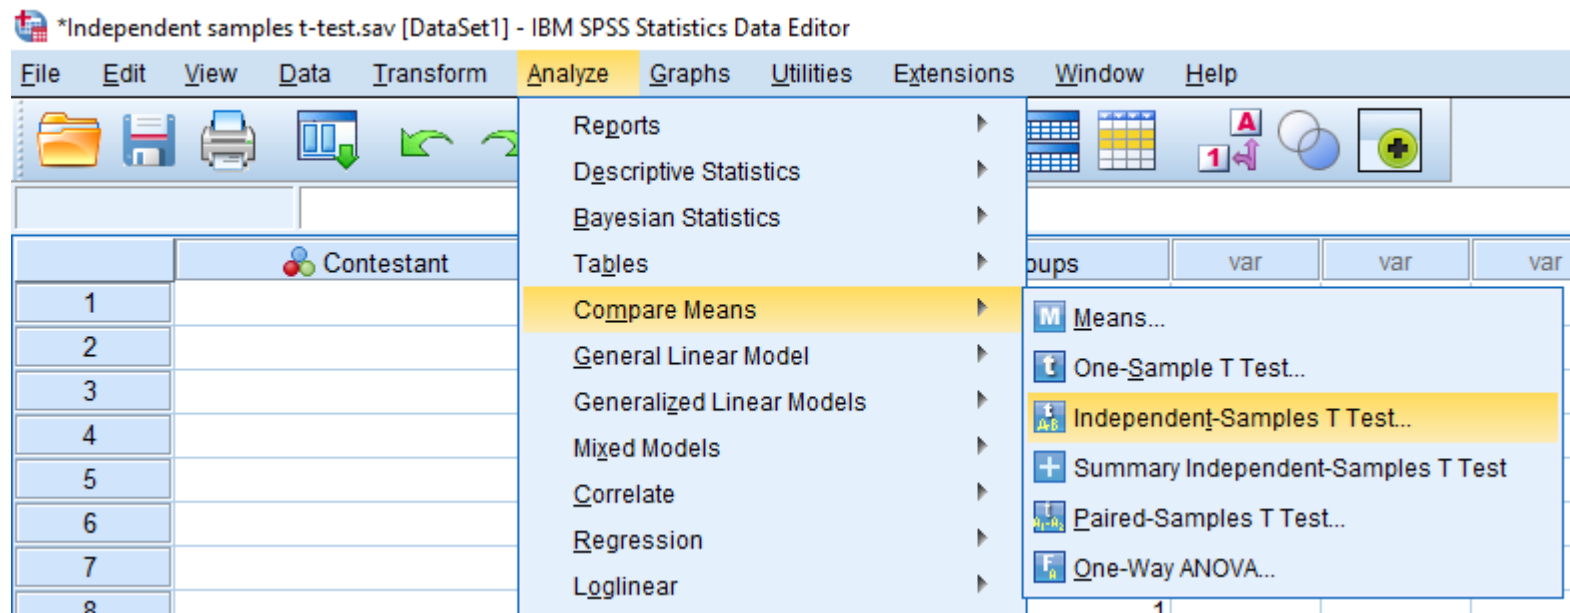 *Independent samples t-test.sav [DataSet1] - IBM SPSS Statistics Data Editor
File Edit View Data Transform Analyze Graphs Utilities Extensions Window Help
Reports
A
1
Descriptive Statistics
Bayesian Statistics
Contestant
Tables
oups var var var
1
Compare Means
Means...
2
General Linear Model
One-Sample T Test...
3
Generalized Linear Models
Independent-Samples T Test...
4
Mixed Models
5
Summary Independent-Samples T Test
Correlate
6
Paired-Samples T Test...
Regression
7
One-Way ANOVA...
Loglinear
8
1